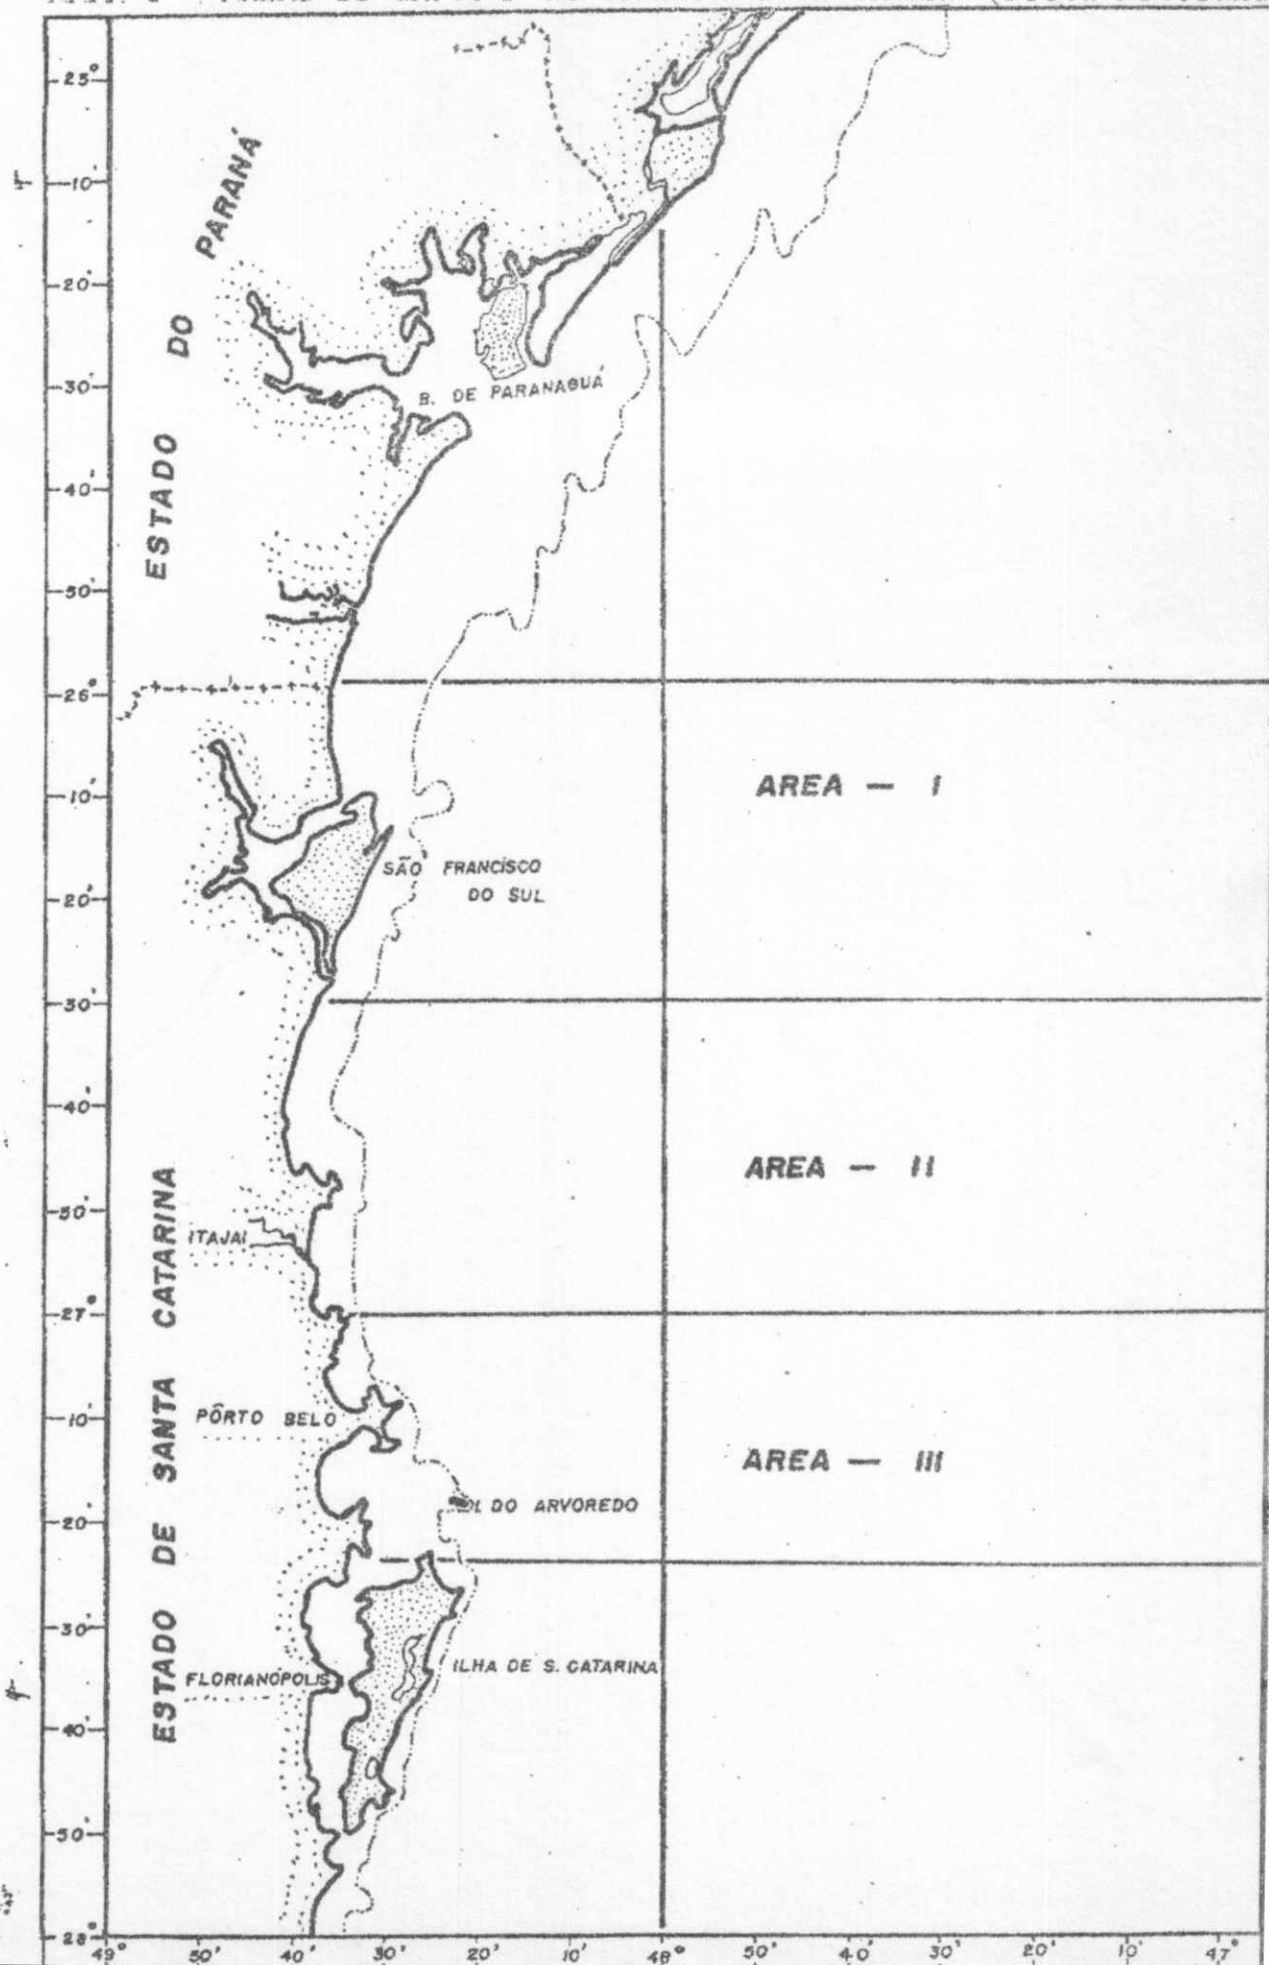 25°
10'
20'
30'
40'
50'
26°
10'
20'
30'
40'
50'
27°
10'
20'
30'
40'
50'
28°
49°
50'
40'
30'
20'
10'
48°
50'
40'
30'
20'
10'
47°
ESTADO DO PARANÁ
B. DE PARANAGUÁ
AREA — I
SÃO FRANCISCO
DO SUL
AREA — II
ITAJAI
ESTADO DE SANTA CATARINA
PÔRTO BELO
AREA — III
I. DO ARVOREDO
FLORIANÓPOLIS
ILHA DE S. CATARINA